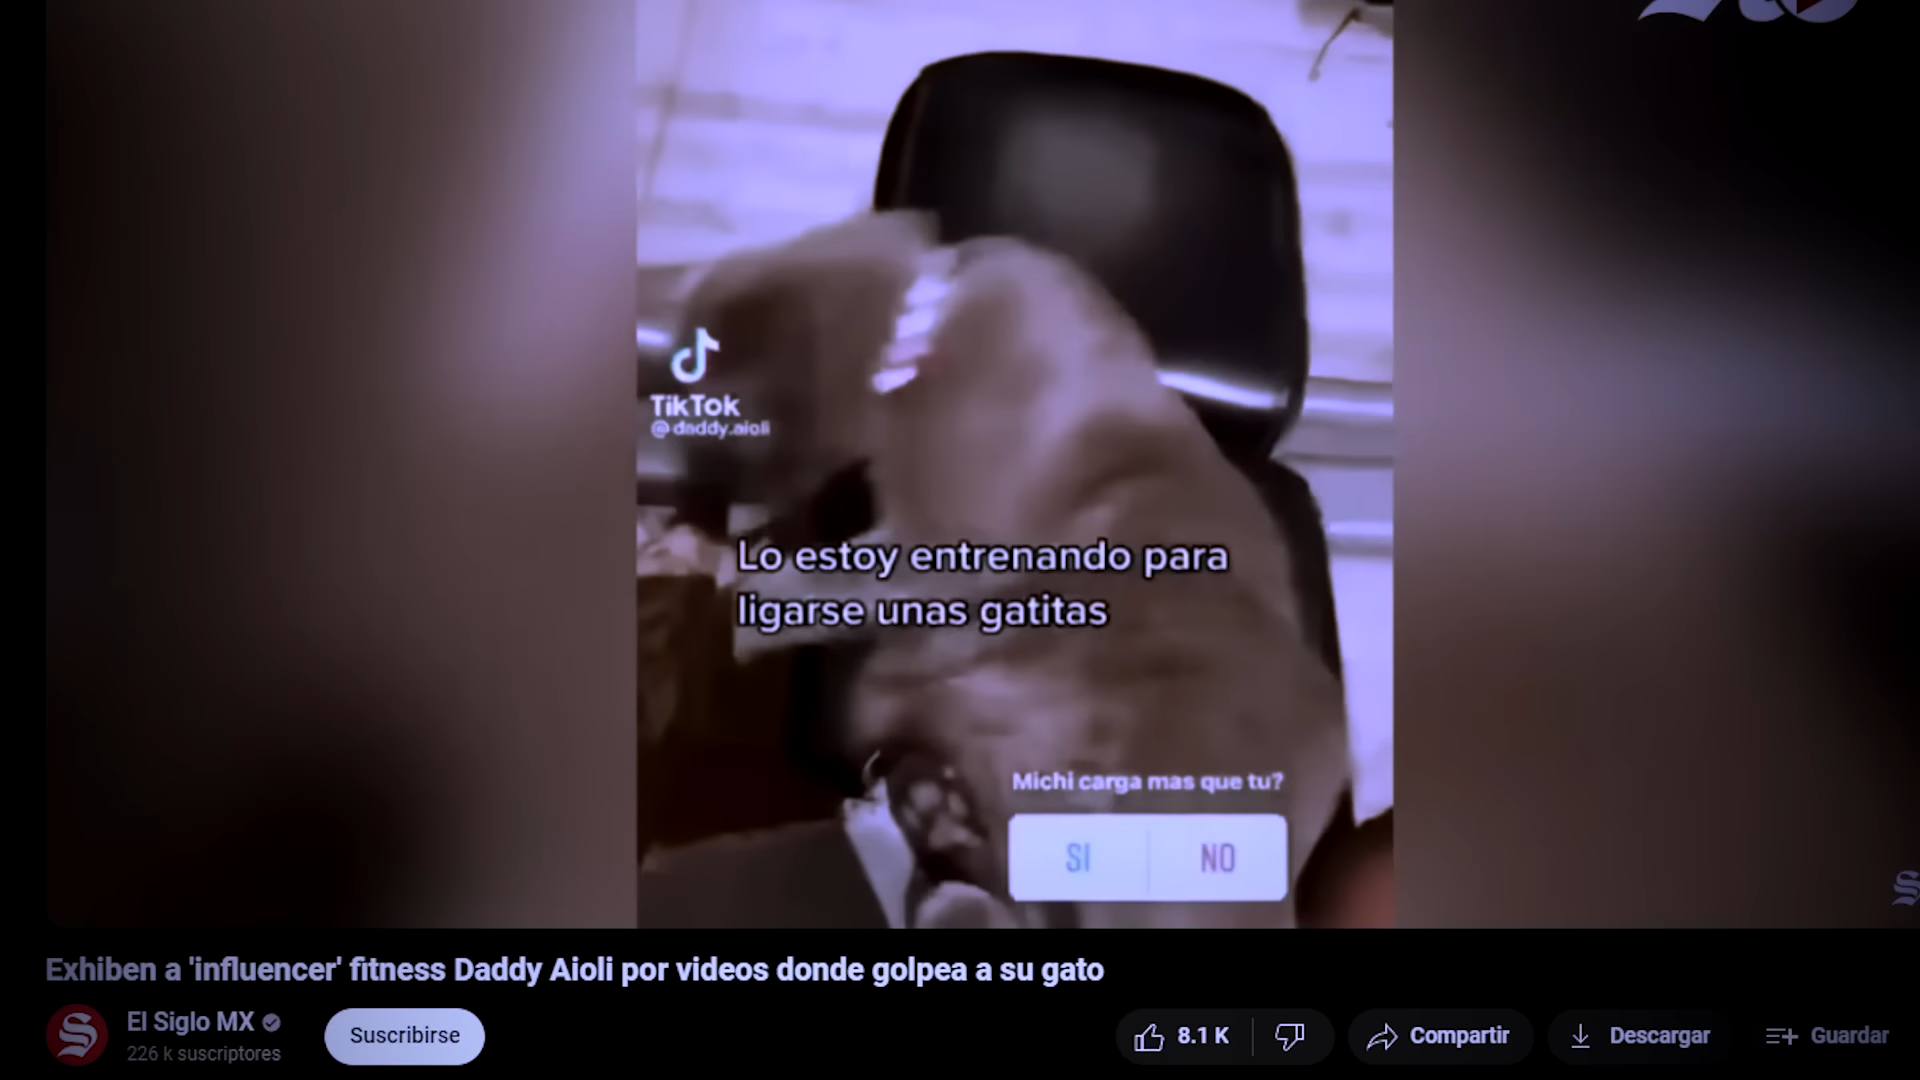 TikTok
@daddy.aioli
Lo estoy entrenando para
ligarse unas gatitas
Michi carga mas que tu?
SI NO
Exhiben a 'influencer' fitness Daddy Aioli por videos donde golpea a su gato
El Siglo MX
226 k suscriptores
Suscribirse
8.1 K
Compartir
Descargar
Guardar